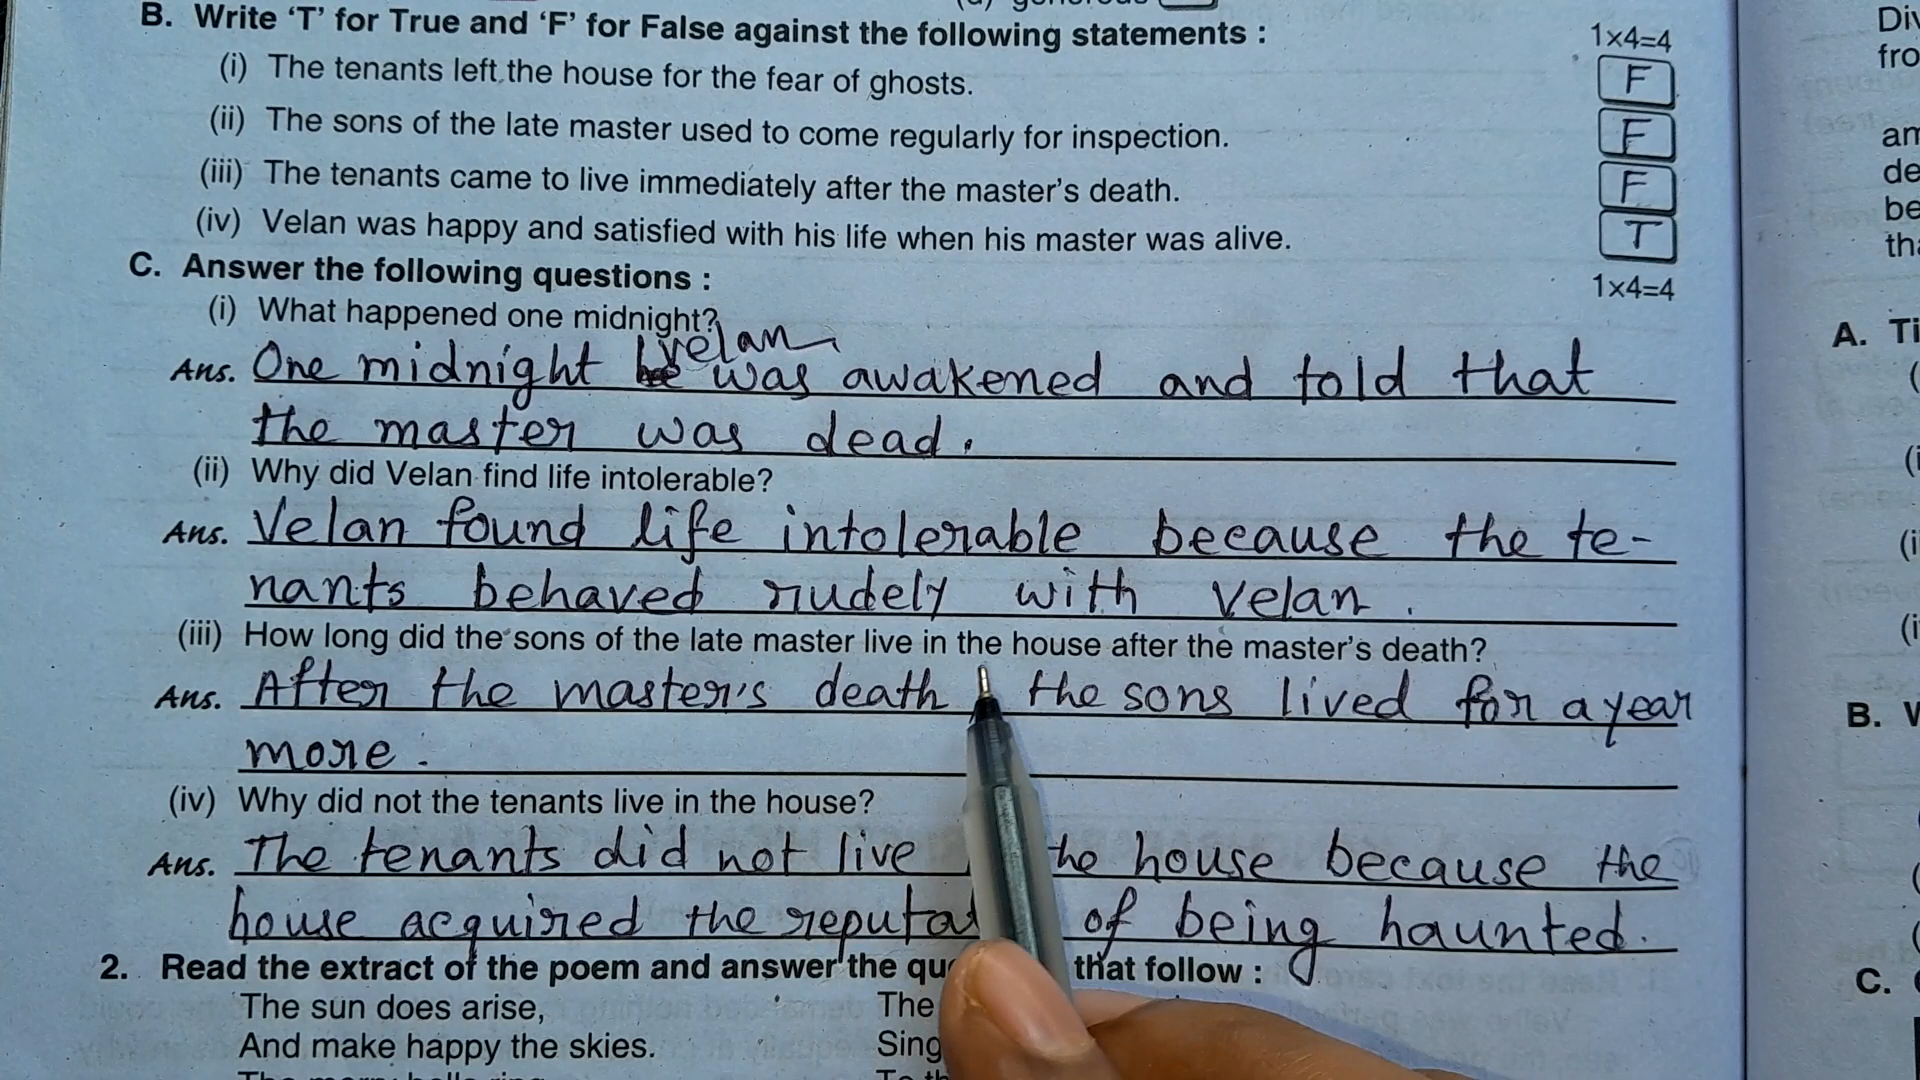 B. Write 'T' for True and 'F' for False against the following statements : 1x4=4
(i) The tenants left the house for the fear of ghosts. F
(ii) The sons of the late master used to come regularly for inspection. F
(iii) The tenants came to live immediately after the master's death. F
(iv) Velan was happy and satisfied with his life when his master was alive. T
C. Answer the following questions : 1x4=4
(i) What happened one midnight?
Velan
Ans. One midnight was awakened and told that
the master was dead.
(ii) Why did Velan find life intolerable?
Ans. Velan found life intolerable because the te-
nants behaved rudely with Velan.
(iii) How long did the sons of the late master live in the house after the master's death?
Ans. After the master's death the sons lived for a year
more.
(iv) Why did not the tenants live in the house?
Ans. The tenants did not live the house because the
house acquired the of being haunted.
2. Read the extract of the poem and answer the that follow :
The sun does arise, The
And make happy the skies. Sing
Div
fro
am
de
be
A. Ti
B.
C.